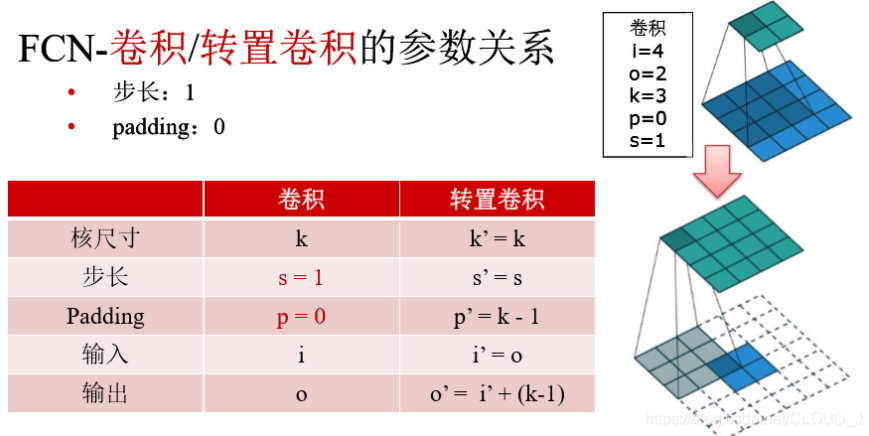 FCN-卷积/转置卷积的参数关系
• 步长：1
• padding：0
卷积
i=4
o=2
k=3
p=0
s=1
卷积 转置卷积
核尺寸 k k’ = k
步长 s = 1 s’ = s
Padding p = 0 p’ = k - 1
输入 i i’ = o
输出 o o’ = i’ + (k-1)
https://blog.csdn.net/CLOUD_J